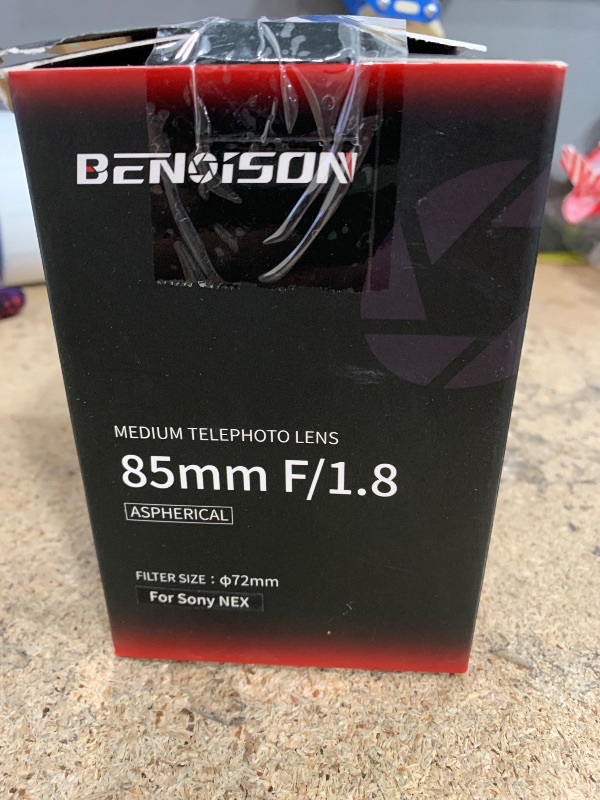 BENOISON
MEDIUM TELEPHOTO LENS
85mm F/1.8
ASPHERICAL
FILTER SIZE : φ72mm
For Sony NEX